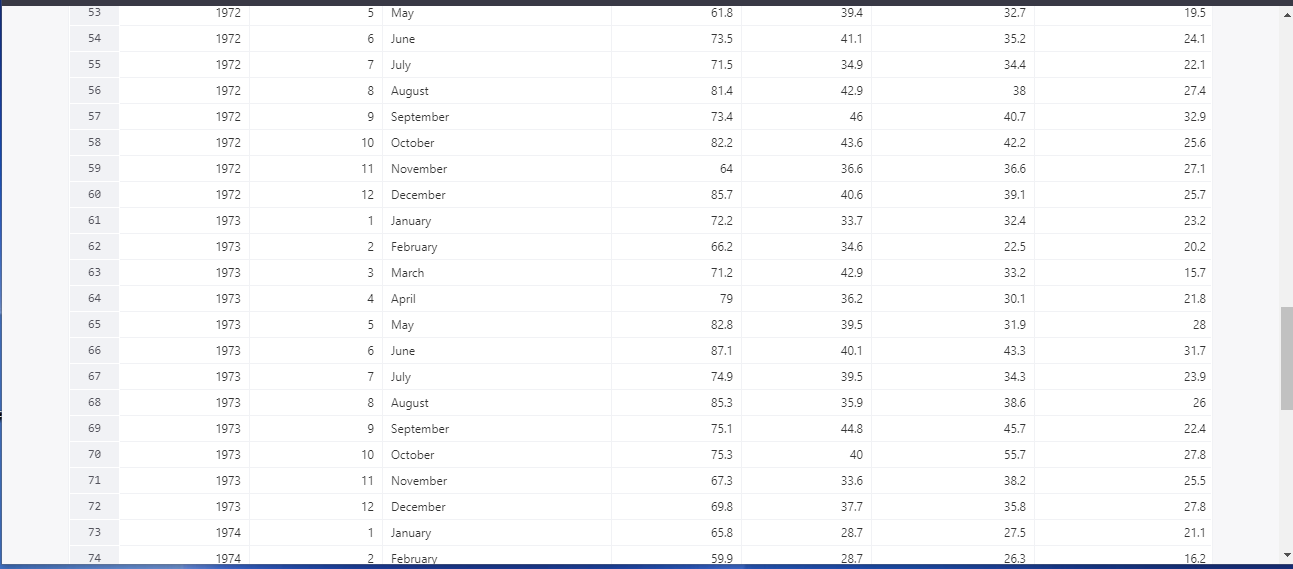 53 1972 5 May 61.8 39.4 32.7 19.5
54 1972 6 June 73.5 41.1 35.2 24.1
55 1972 7 July 71.5 34.9 34.4 22.1
56 1972 8 August 81.4 42.9 38 27.4
57 1972 9 September 73.4 46 40.7 32.9
58 1972 10 October 82.2 43.6 42.2 25.6
59 1972 11 November 64 36.6 36.6 27.1
60 1972 12 December 85.7 40.6 39.1 25.7
61 1973 1 January 72.2 33.7 32.4 23.2
62 1973 2 February 66.2 34.6 22.5 20.2
63 1973 3 March 71.2 42.9 33.2 15.7
64 1973 4 April 79 36.2 30.1 21.8
65 1973 5 May 82.8 39.5 31.9 28
66 1973 6 June 87.1 40.1 43.3 31.7
67 1973 7 July 74.9 39.5 34.3 23.9
68 1973 8 August 85.3 35.9 38.6 26
69 1973 9 September 75.1 44.8 45.7 22.4
70 1973 10 October 75.3 40 55.7 27.8
71 1973 11 November 67.3 33.6 38.2 25.5
72 1973 12 December 69.8 37.7 35.8 27.8
73 1974 1 January 65.8 28.7 27.5 21.1
74 1974 2 February 59.9 28.7 26.3 16.2